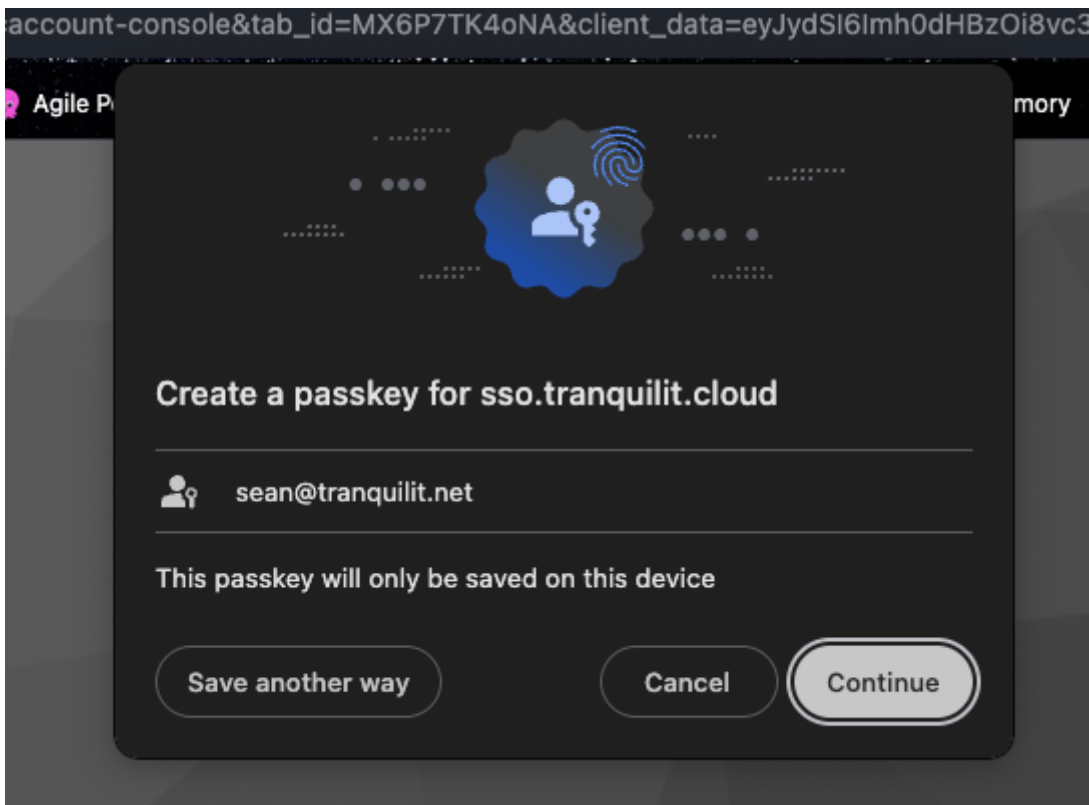 account-console&tab_id=MX6P7TK4oNA&client_data=eyJydSI6Imh0dHBzOi8vc3
Agile P
mory
Create a passkey for sso.tranquilit.cloud
sean@tranquilit.net
This passkey will only be saved on this device
Save another way
Cancel
Continue